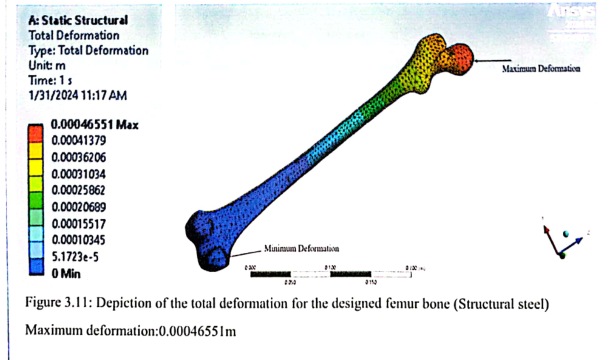 A: Static Structural
Total Deformation
Type: Total Deformation
Unit: m
Time: 1 s
1/31/2024 11:17 AM
Ansys
Maximum Deformation
0.00046551 Max
0.00041379
0.00036206
0.00031034
0.00025862
0.00020689
0.00015517
0.00010345
5.1723e-5
0 Min
Minimum Deformation
Figure 3.11: Depiction of the total deformation for the designed femur bone (Structural steel)
Maximum deformation:0.00046551m